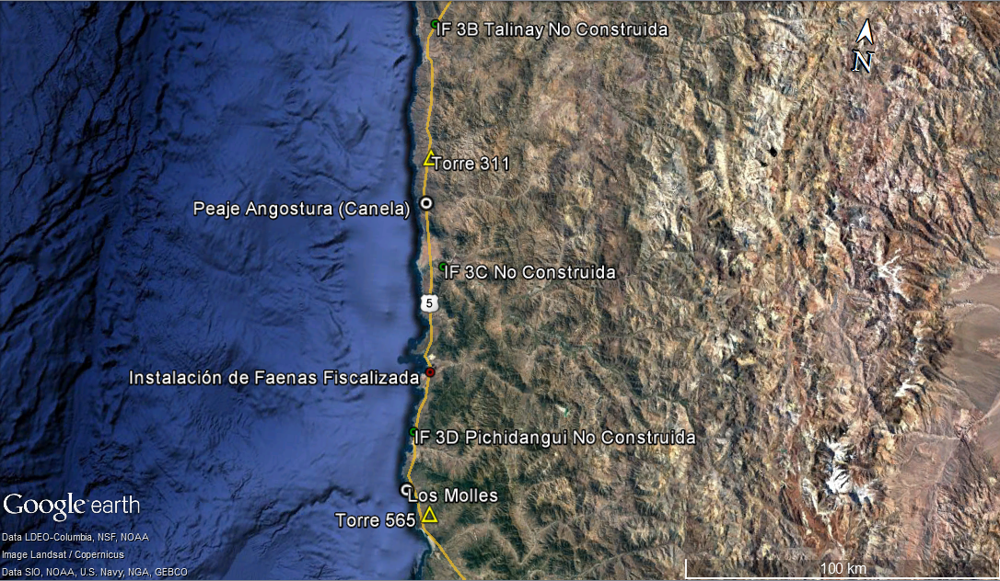 IF 3B Talinay No Construida
N
Torre 311
Peaje Angostura (Canela)
IF 3C No Construida
5
Instalación de Faenas Fiscalizada
IF 3D Pichidangui No Construida
Los Molles
Torre 565
Google earth
Data LDEO-Columbia, NSF, NOAA
Image Landsat / Copernicus
Data SIO, NOAA, U.S. Navy, NGA, GEBCO
100 km